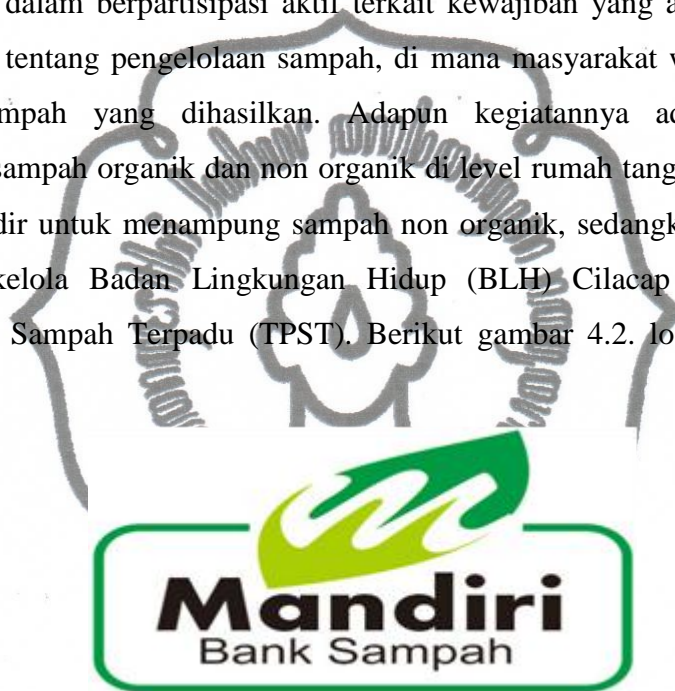 dalam berpartisipasi aktif terkait kewajiban yang a
tentang pengelolaan sampah, di mana masyarakat
mpah yang dihasilkan. Adapun kegiatannya ad
sampah organik dan non organik di level rumah tang
dir untuk menampung sampah non organik, sedangk
kelola Badan Lingkungan Hidup (BLH) Cilacap
Sampah Terpadu (TPST). Berikut gambar 4.2. lo
Mandiri
Bank Sampah